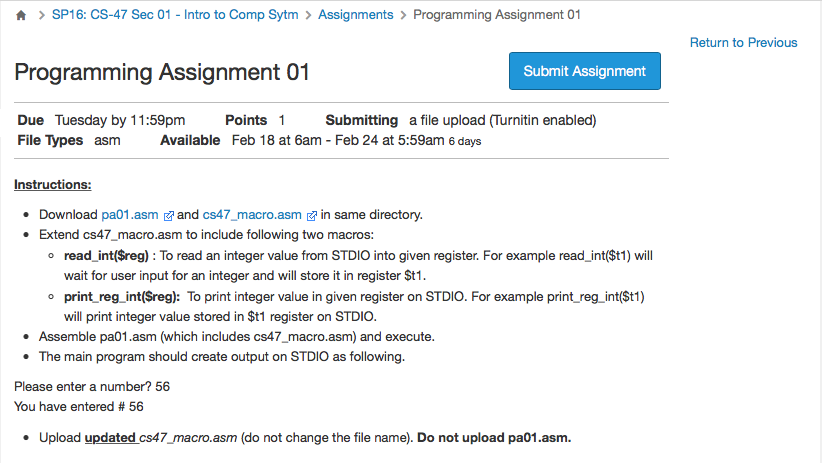 SP16: CS-47 Sec 01 - Intro to Comp Sytm > Assignments > Programming Assignment 01
Return to Previous
Programming Assignment 01
Submit Assignment
Due Tuesday by 11:59pm Points 1 Submitting a file upload (Turnitin enabled)
File Types asm Available Feb 18 at 6am - Feb 24 at 5:59am 6 days
Instructions:
• Download pa01.asm and cs47_macro.asm in same directory.
• Extend cs47_macro.asm to include following two macros:
◦ read_int($reg) : To read an integer value from STDIO into given register. For example read_int($t1) will
wait for user input for an integer and will store it in register $t1.
◦ print_reg_int($reg): To print integer value in given register on STDIO. For example print_reg_int($t1)
will print integer value stored in $t1 register on STDIO.
• Assemble pa01.asm (which includes cs47_macro.asm) and execute.
• The main program should create output on STDIO as following.
Please enter a number? 56
You have entered # 56
• Upload updated cs47_macro.asm (do not change the file name). Do not upload pa01.asm.